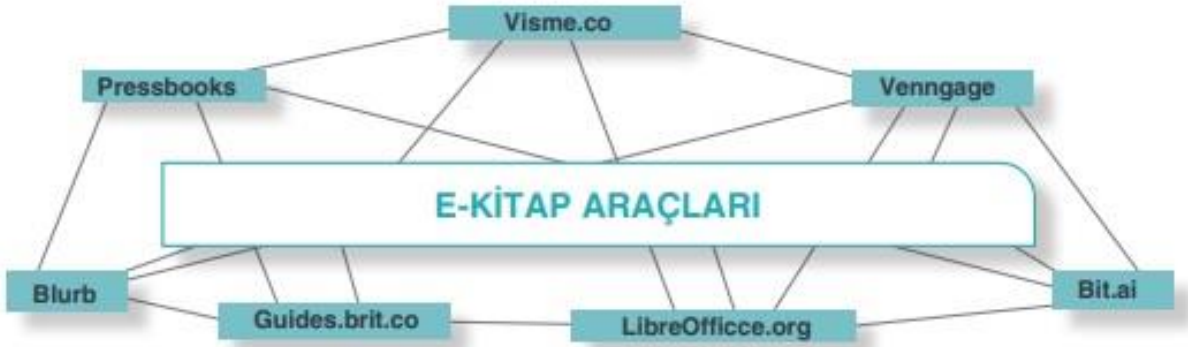 Visme.co
Pressbooks
Venngage
E-KİTAP ARAÇLARI
Blurb
Guides.brit.co
LibreOfficce.org
Bit.ai